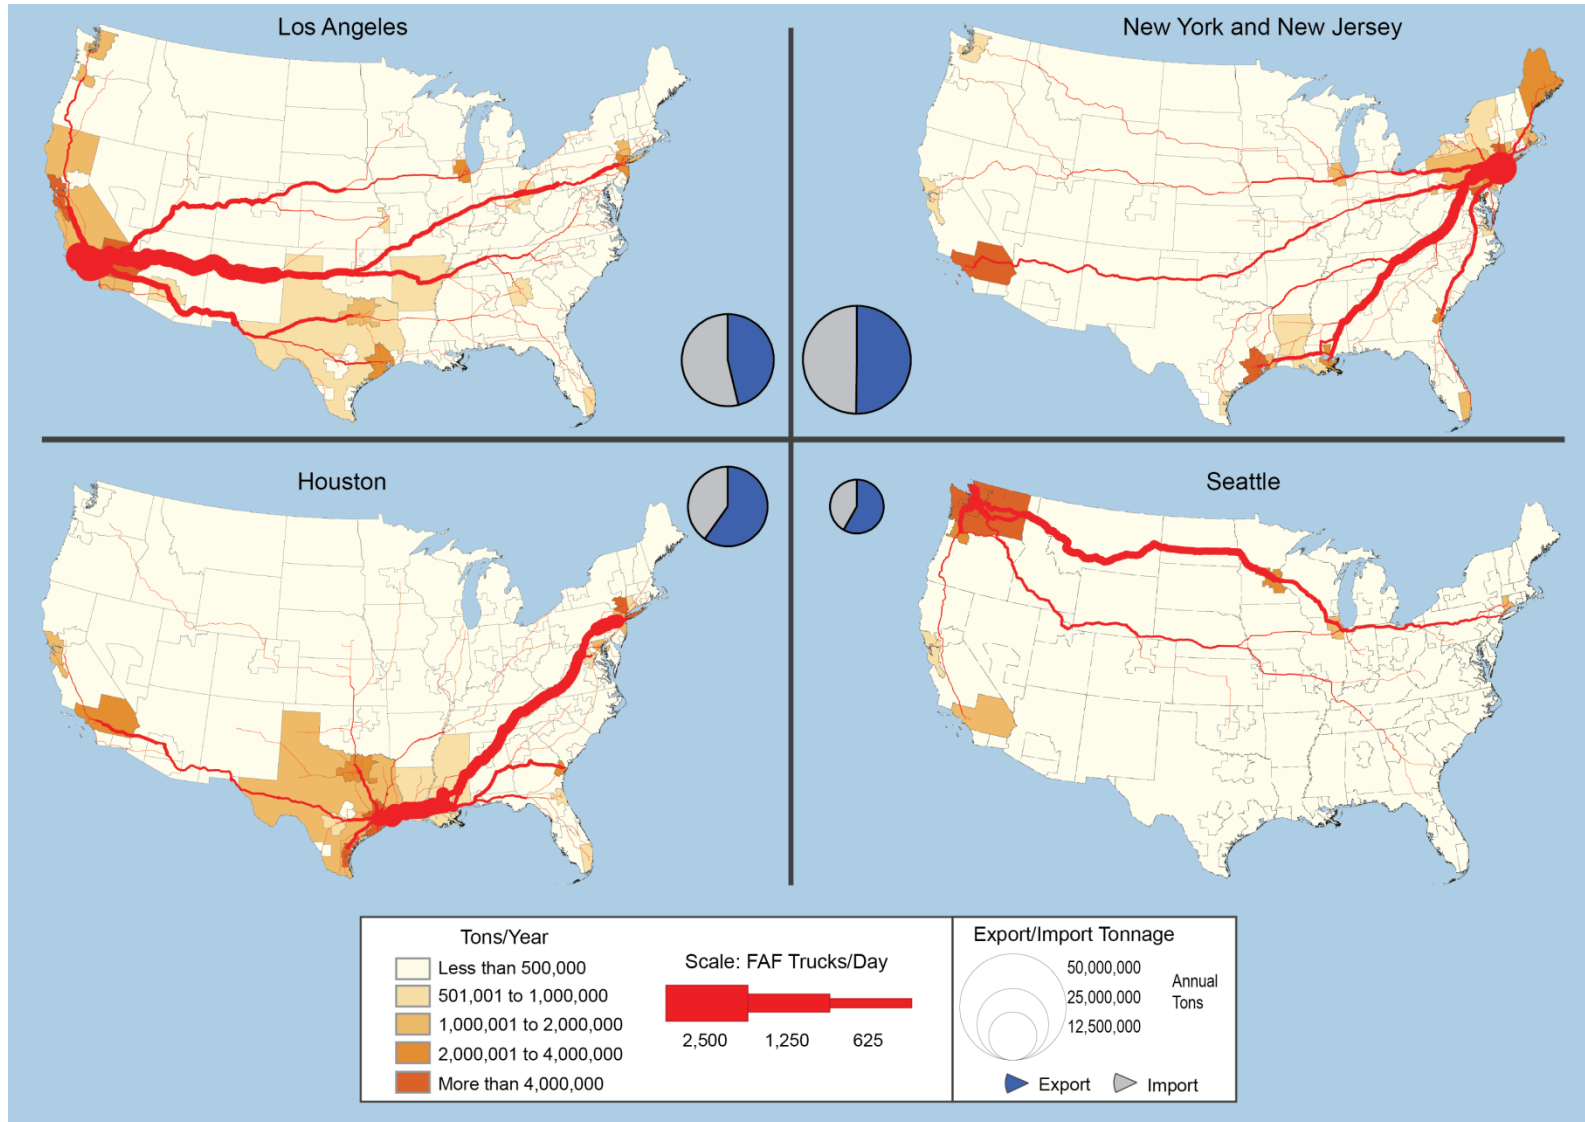 Los Angeles
New York and New Jersey
Houston
Seattle
Tons/Year
Less than 500,000
501,001 to 1,000,000
1,000,001 to 2,000,000
2,000,001 to 4,000,000
More than 4,000,000
Scale: FAF Trucks/Day
2,500 1,250 625
Export/Import Tonnage
50,000,000
25,000,000
12,500,000
Annual
Tons
Export Import